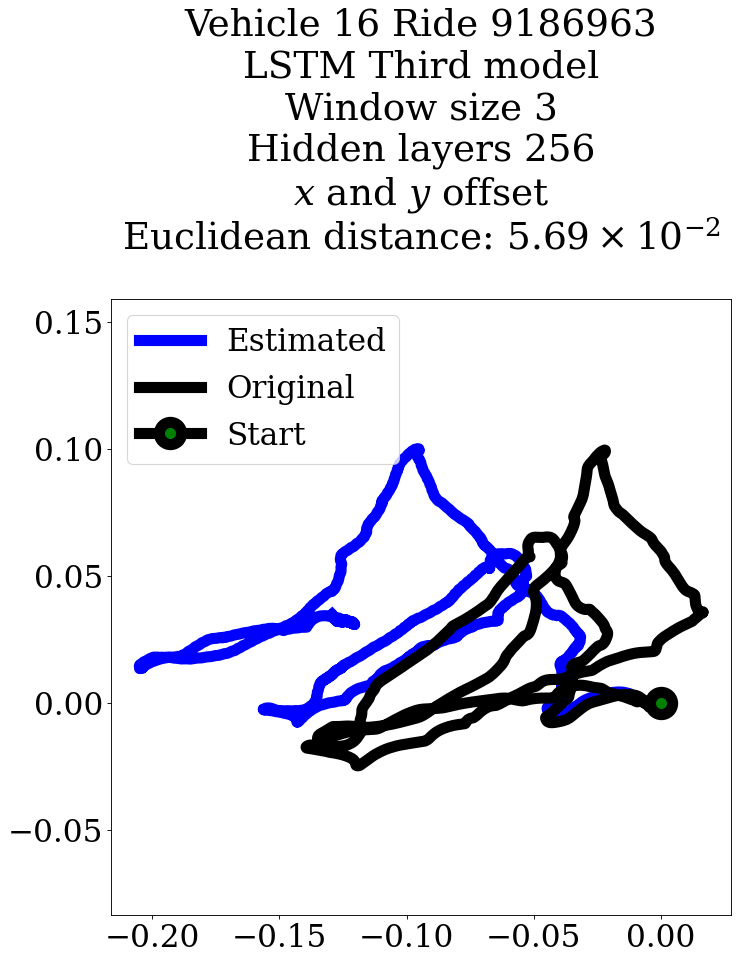 Vehicle 16 Ride 9186963
LSTM Third model
Window size 3
Hidden layers 256
x and y offset
Euclidean distance: 5.69 × 10⁻²
Estimated
Original
Start
0.15
0.10
0.05
0.00
−0.05
−0.20 −0.15 −0.10 −0.05 0.00